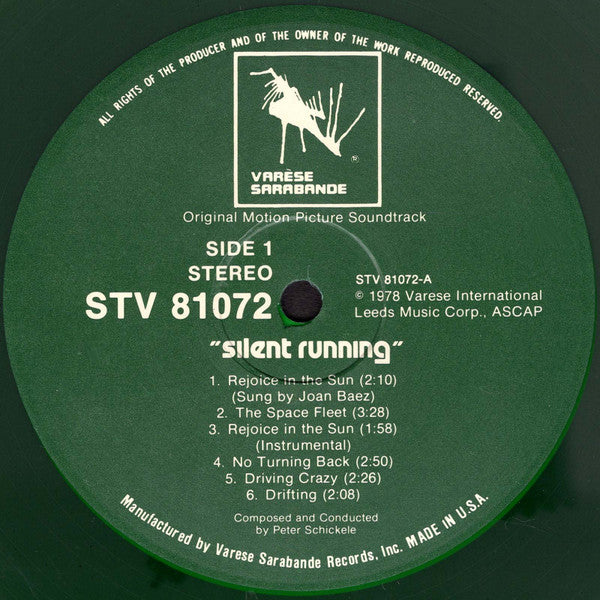 ALL RIGHTS OF THE PRODUCER AND OF THE OWNER OF THE WORK REPRODUCED RESERVED.
VARÈSE
SARABANDE
®
Original Motion Picture Soundtrack
SIDE 1
STEREO
STV 81072
STV 81072-A
© 1978 Varese International
Leeds Music Corp., ASCAP
"silent running"
1. Rejoice in the Sun (2:10)
(Sung by Joan Baez)
2. The Space Fleet (3:28)
3. Rejoice in the Sun (1:58)
(Instrumental)
4. No Turning Back (2:50)
5. Driving Crazy (2:26)
6. Drifting (2:08)
Composed and Conducted
by Peter Schickele
Manufactured by Varese Sarabande Records, Inc. MADE IN U.S.A.